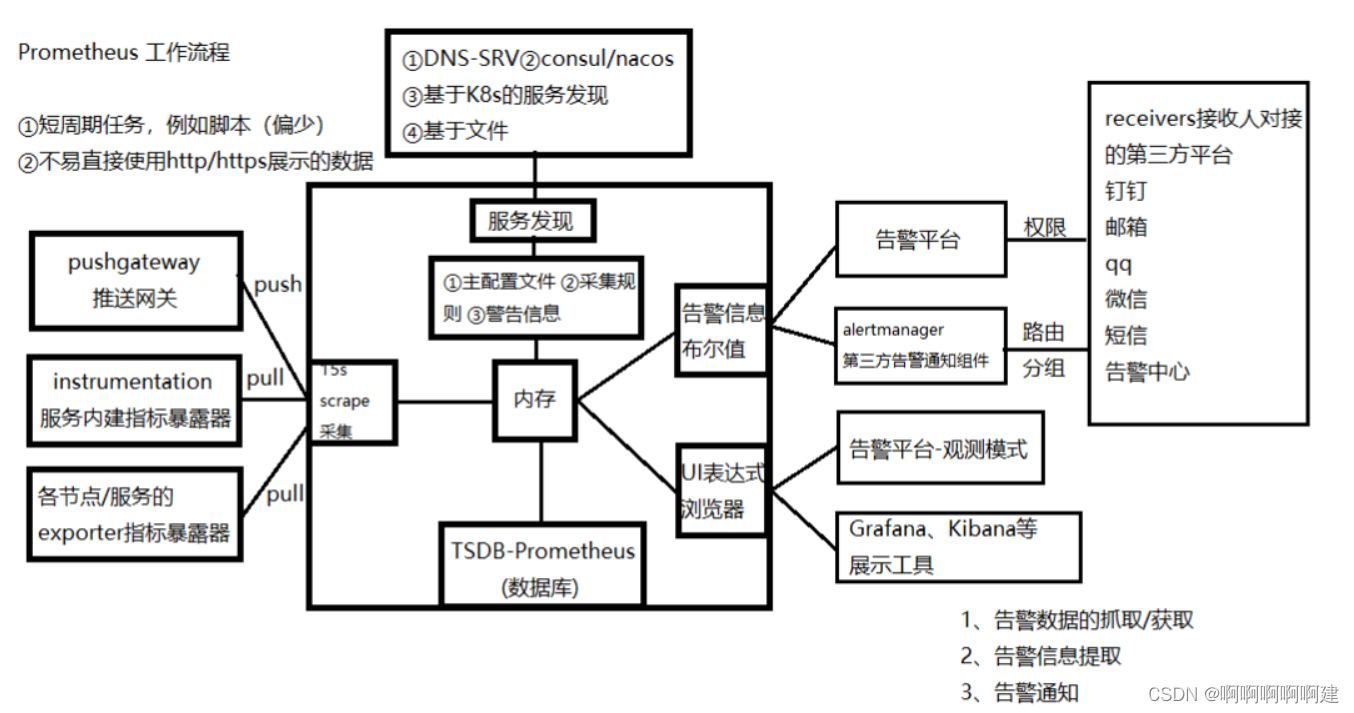 Prometheus 工作流程
①短周期任务，例如脚本（偏少）
②不易直接使用http/https展示的数据
①DNS-SRV②consul/nacos
③基于K8s的服务发现
④基于文件
服务发现
①主配置文件 ②采集规
则 ③警告信息
pushgateway
推送网关
push
instrumentation
服务内建指标暴露器
pull
各节点/服务的
exporter指标暴露器
pull
15s
scrape
采集
内存
TSDB-Prometheus
(数据库)
告警信息
布尔值
UI表达式
浏览器
告警平台
权限
alertmanager
第三方告警通知组件
路由
分组
告警平台-观测模式
Grafana、Kibana等
展示工具
receivers接收人对接
的第三方平台
钉钉
邮箱
qq
微信
短信
告警中心
1、告警数据的抓取/获取
2、告警信息提取
3、告警通知
CSDN @啊啊啊啊啊建